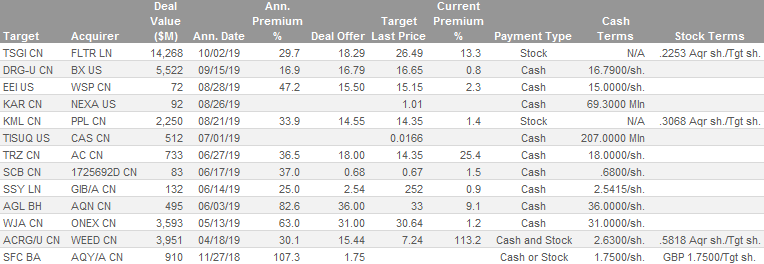 Target Acquirer Deal Value ($M) Ann. Date Ann. Premium % Deal Offer Target Last Price Current Premium % Payment Type Cash Terms Stock Terms
TSGI CN FLTR LN 14,268 10/02/19 29.7 18.29 26.49 13.3 Stock N/A .2253 Aqr sh./Tgt sh.
DRG-U CN BX US 5,522 09/15/19 16.9 16.79 16.65 0.8 Cash 16.7900/sh.
EEI US WSP CN 72 08/28/19 47.2 15.50 15.15 2.3 Cash 15.0000/sh.
KAR CN NEXA US 92 08/26/19 1.01 Cash 69.3000 Mln
KML CN PPL CN 2,250 08/21/19 33.9 14.55 14.35 1.4 Stock N/A .3068 Aqr sh./Tgt sh.
TISUQ US CAS CN 512 07/01/19 0.0166 Cash 207.0000 Mln
TRZ CN AC CN 733 06/27/19 36.5 18.00 14.35 25.4 Cash 18.0000/sh.
SCB CN 1725692D CN 83 06/17/19 37.0 0.68 0.67 1.5 Cash .6800/sh.
SSY LN GIB/A CN 132 06/14/19 25.0 2.54 252 0.9 Cash 2.5415/sh.
AGL BH AQN CN 495 06/03/19 82.6 36.00 33 9.1 Cash 36.0000/sh.
WJA CN ONEX CN 3,593 05/13/19 63.0 31.00 30.64 1.2 Cash 31.0000/sh.
ACRG/U CN WEED CN 3,951 04/18/19 30.1 15.44 7.24 113.2 Cash and Stock 2.6300/sh. .5818 Aqr sh./Tgt sh.
SFC BA AQY/A CN 910 11/27/18 107.3 1.75 Cash or Stock 1.7500/sh. GBP 1.7500/Tgt sh.